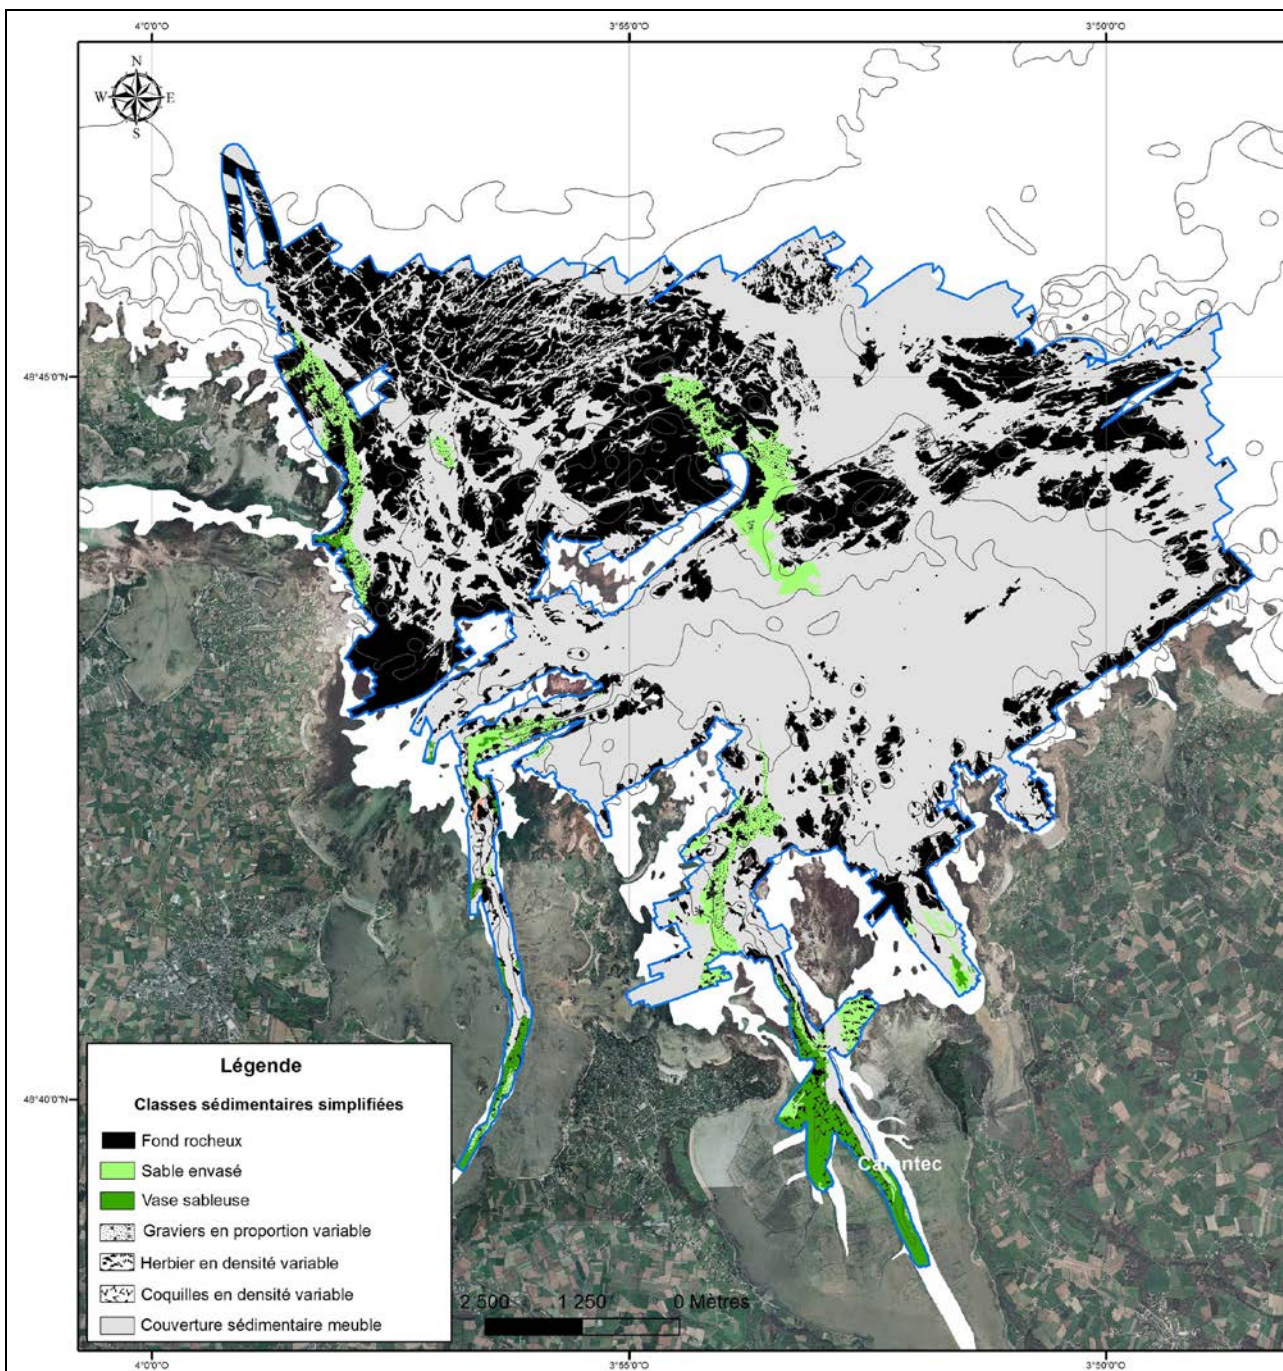 4°0'0"O 3°55'0"O 3°50'0"O
N
W E
S
48°45'0"N
48°40'0"N
Carantec
Légende
Classes sédimentaires simplifiées
Fond rocheux
Sable envasé
Vase sableuse
Graviers en proportion variable
Herbier en densité variable
Coquilles en densité variable
Couverture sédimentaire meuble
2 500 1 250 0 Mètres
4°0'0"O 3°55'0"O 3°50'0"O